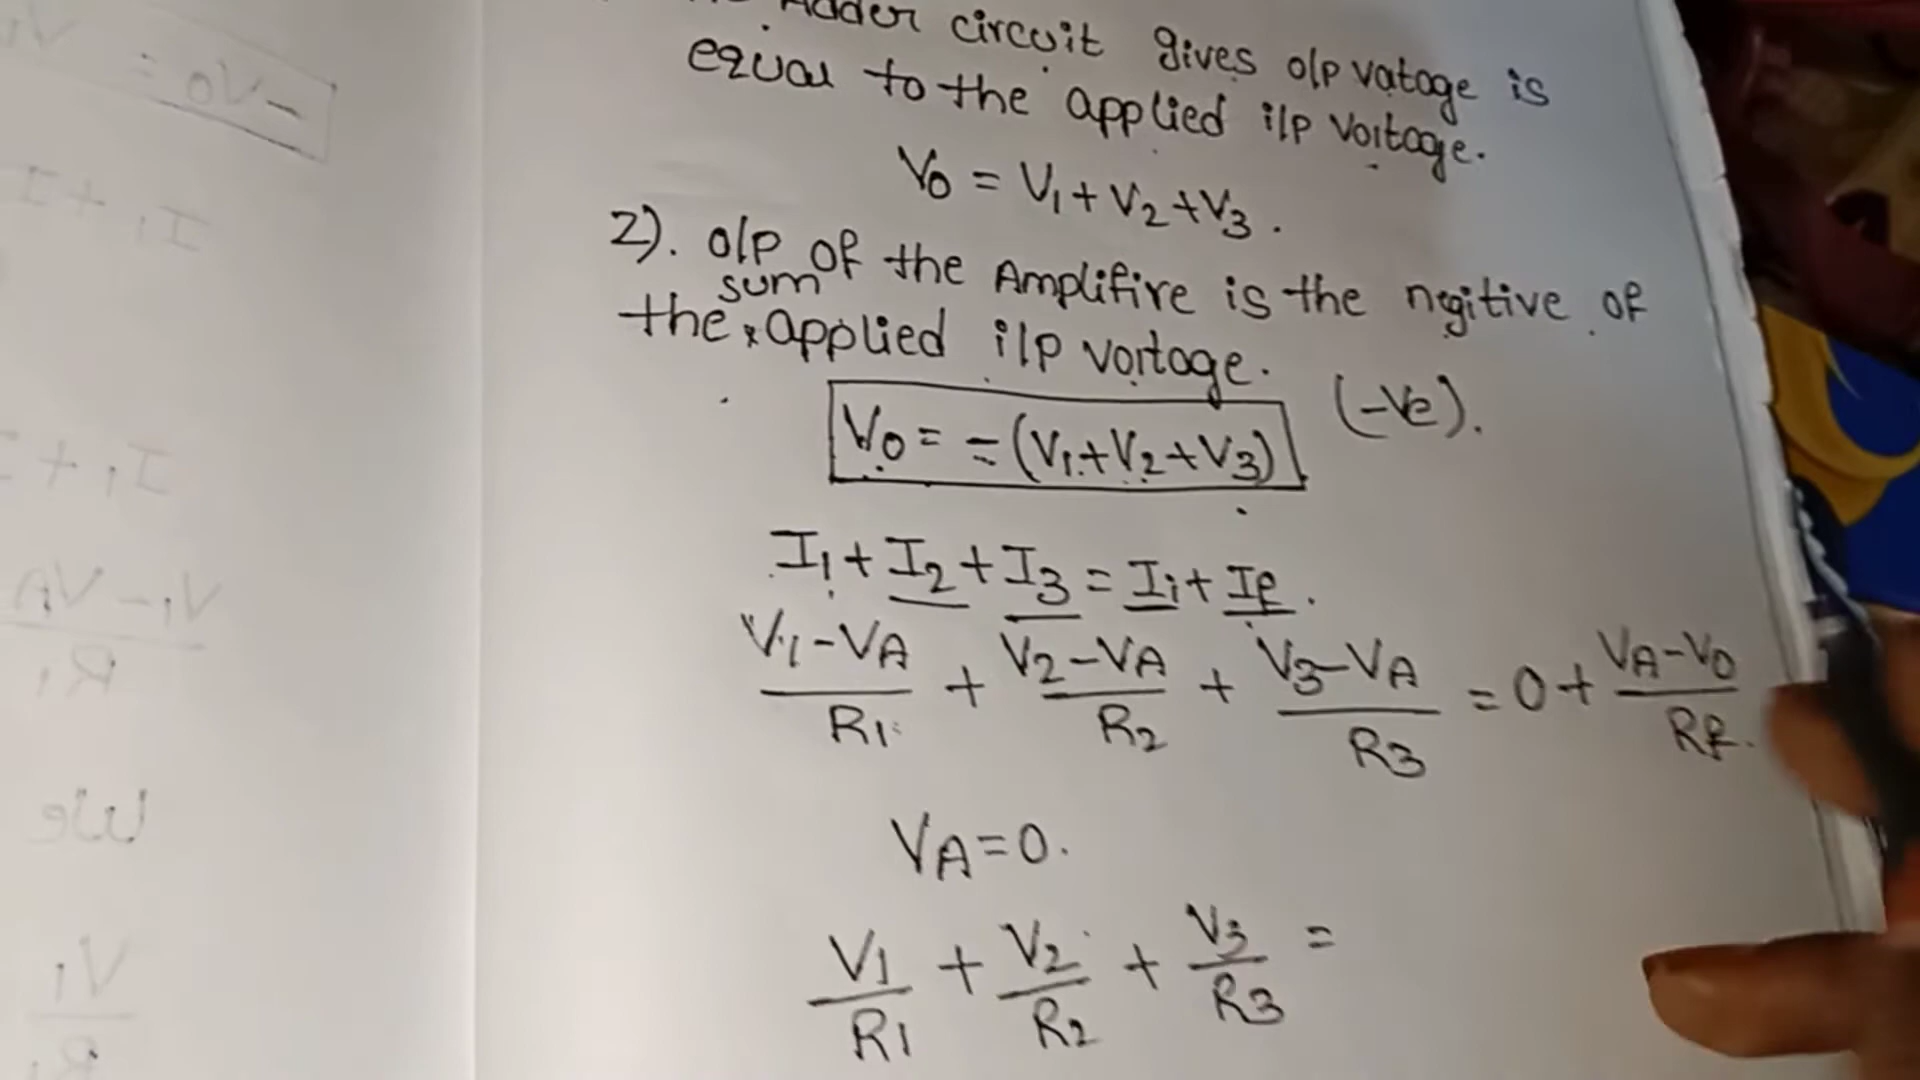 Adder circuit gives o/p vatage is
equal to the applied i/p Voltage.
V0 = V1+V2+V3.
2). o/p of the Amplifire is the negitive of
sum
the applied i/p voltage.
(-Ve).
V0 = = (V1+V2+V3)
I1+I2+I3 = Ii+If.
V1-VA/R1 + V2-VA/R2 + V3-VA/R3 = 0+ VA-V0/RF.
VA=0.
V1/R1 + V2/R2 + V3/R3 =